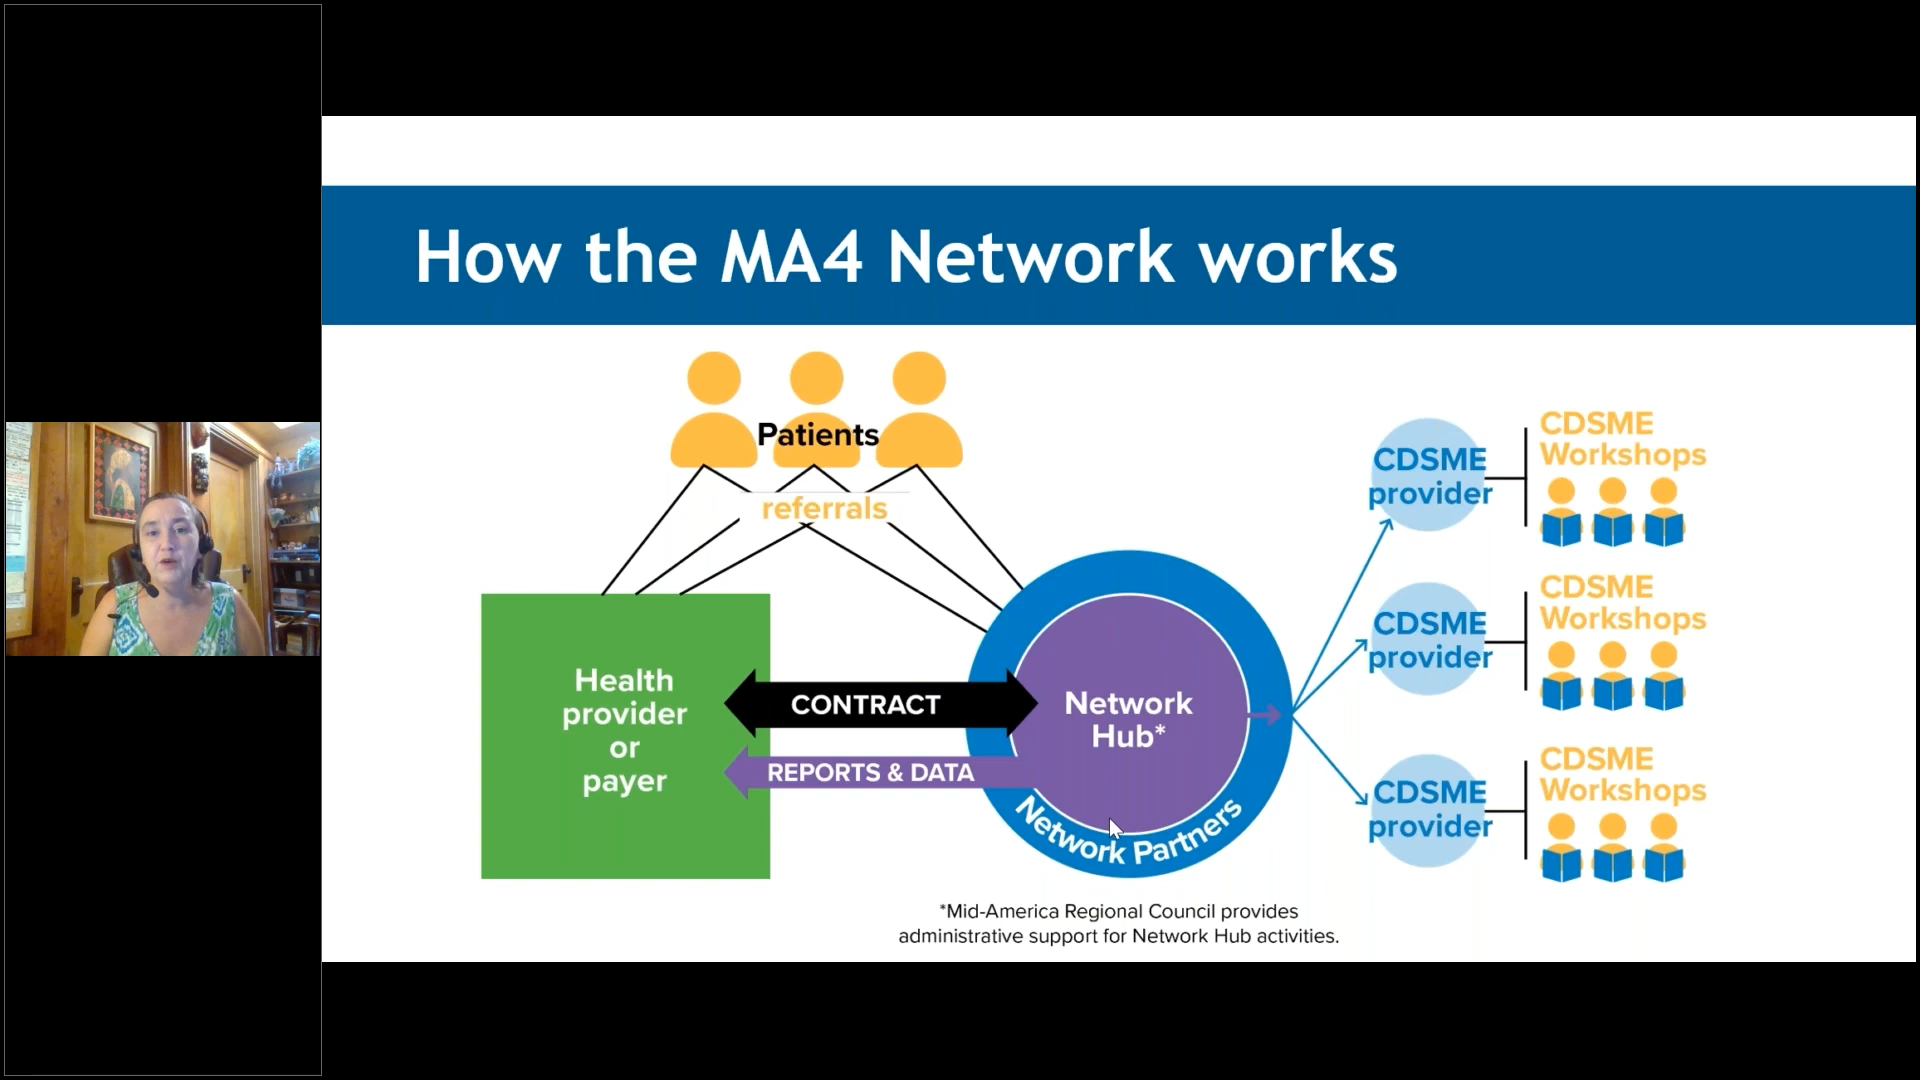 How the MA4 Network works
Patients
referrals
Health
provider
or
payer
CONTRACT
REPORTS & DATA
Network
Hub*
Network Partners
CDSME
provider
CDSME
Workshops
CDSME
provider
CDSME
Workshops
CDSME
provider
CDSME
Workshops
*Mid-America Regional Council provides
administrative support for Network Hub activities.